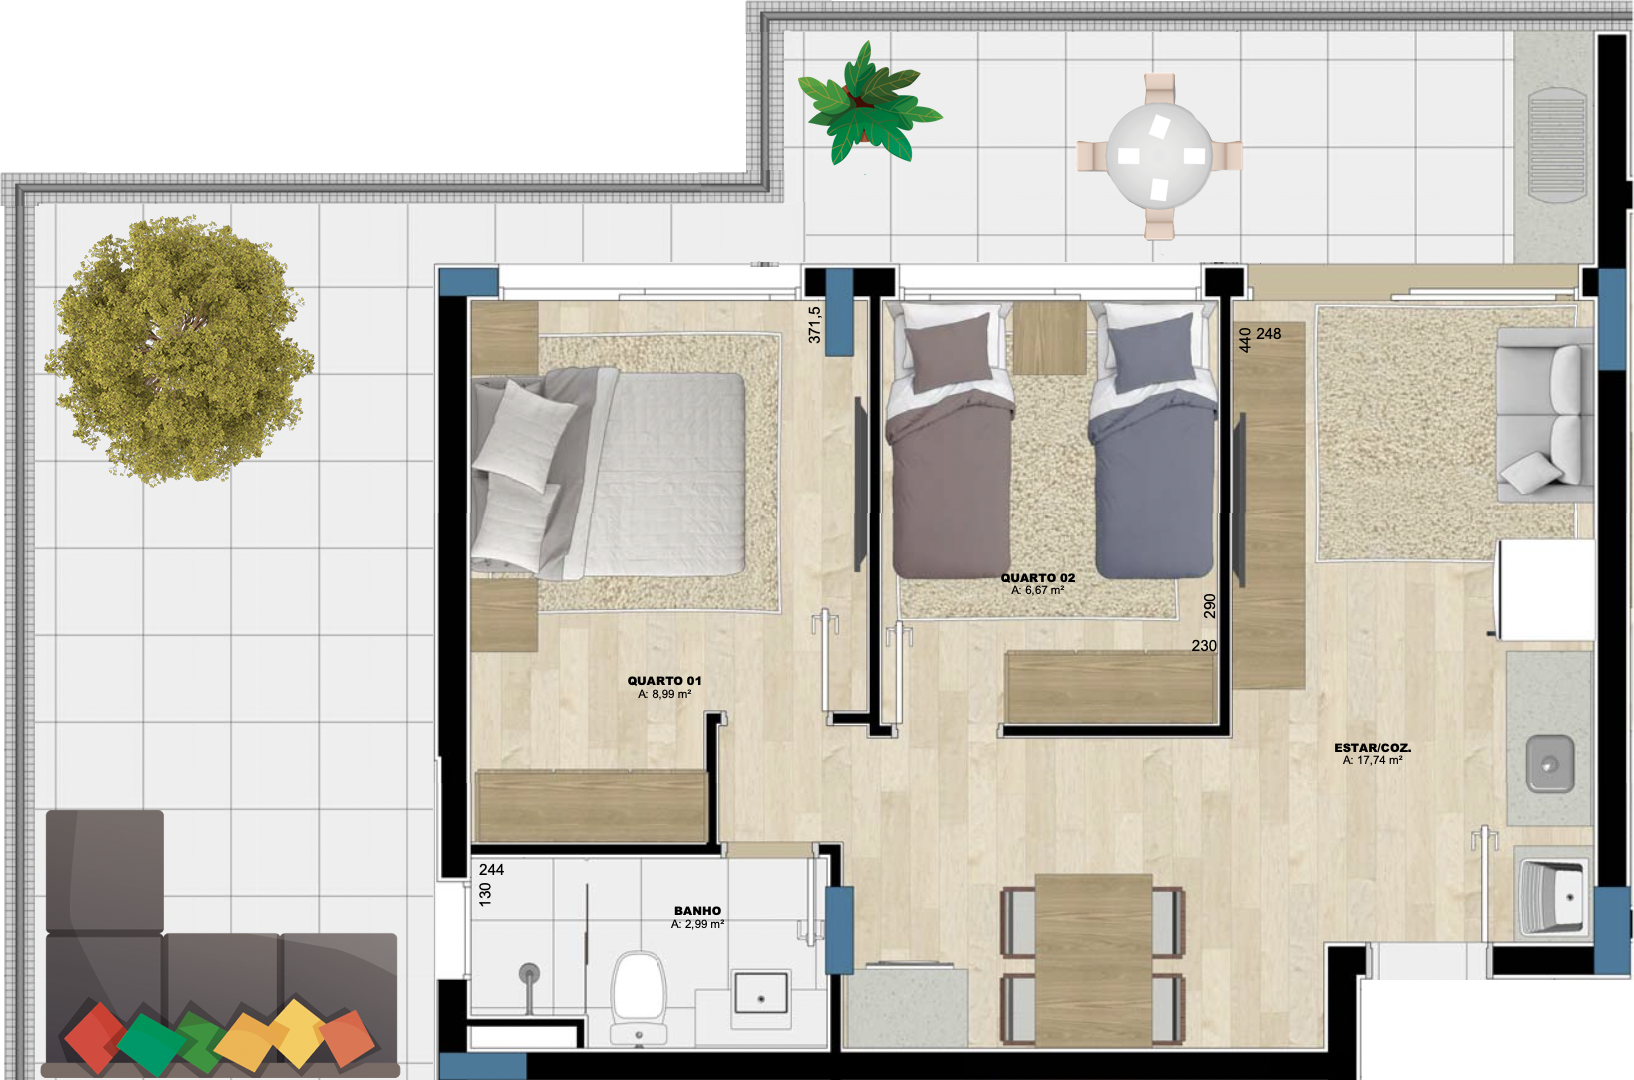 371,5
440 248
QUARTO 02
A: 6,67 m²
290
230
QUARTO 01
A: 8,99 m²
ESTAR/COZ.
A: 17,74 m²
244
130
BANHO
A: 2,99 m²